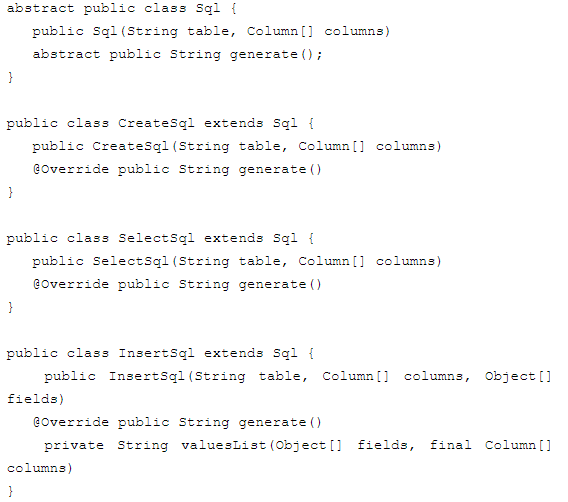 abstract public class Sql {
public Sql(String table, Column[] columns)
abstract public String generate();
}
public class CreateSql extends Sql {
public CreateSql(String table, Column[] columns)
@Override public String generate()
}
public class SelectSql extends Sql {
public SelectSql(String table, Column[] columns)
@Override public String generate()
}
public class InsertSql extends Sql {
public InsertSql(String table, Column[] columns, Object[]
fields)
@Override public String generate()
private String valuesList(Object[] fields, final Column[]
columns)
}